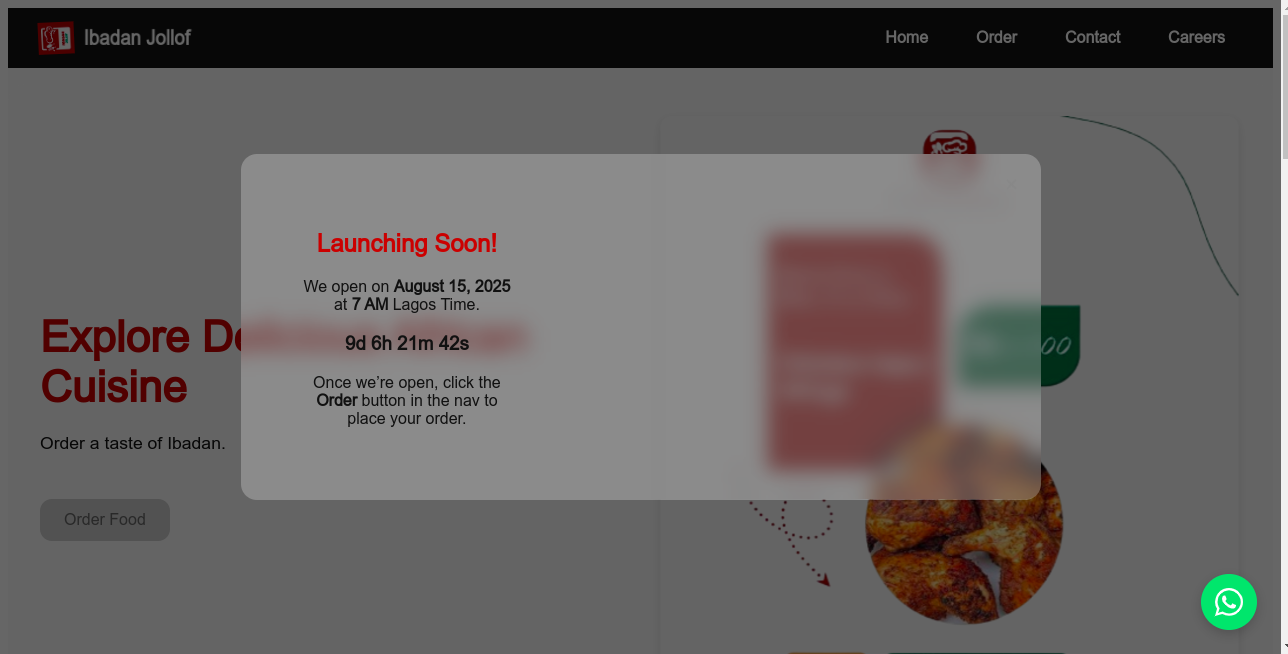 Ibadan Jollof
Home
Order
Contact
Careers
Launching Soon!
We open on August 15, 2025
at 7 AM Lagos Time.
9d 6h 21m 42s
Once we’re open, click the
Order button in the nav to
place your order.
Explore
Cuisine
Order a taste of Ibadan.
Order Food